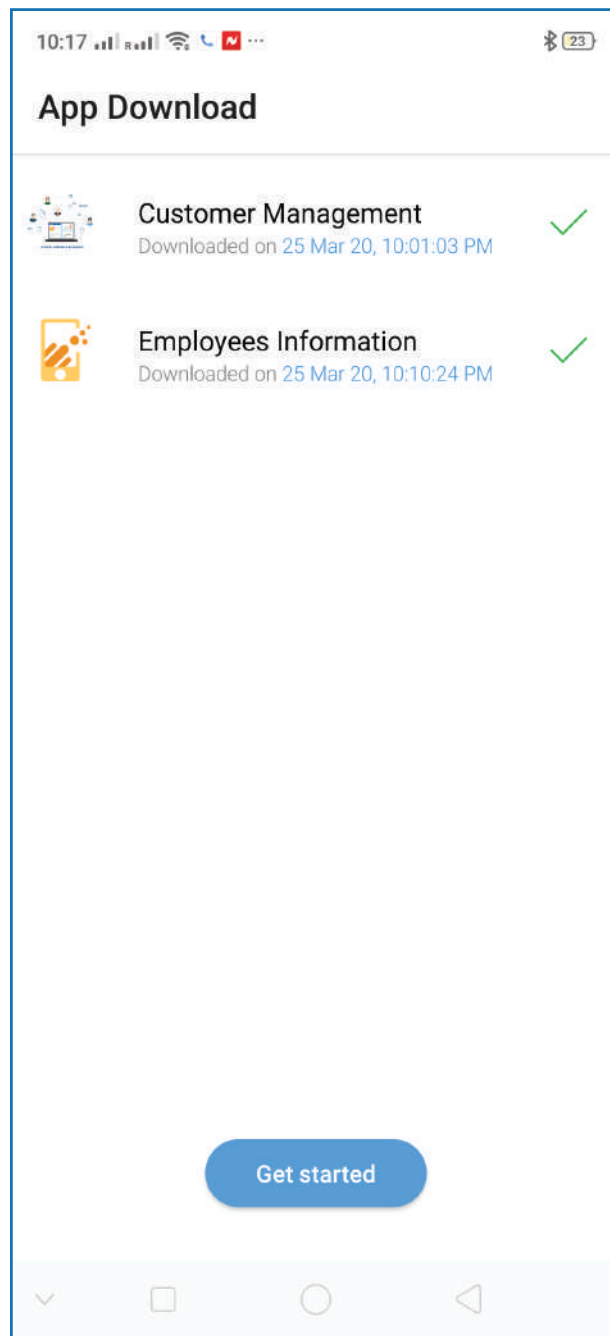 10:17
R
23
App Download
Customer Management
Downloaded on 25 Mar 20, 10:01:03 PM
Employees Information
Downloaded on 25 Mar 20, 10:10:24 PM
Get started